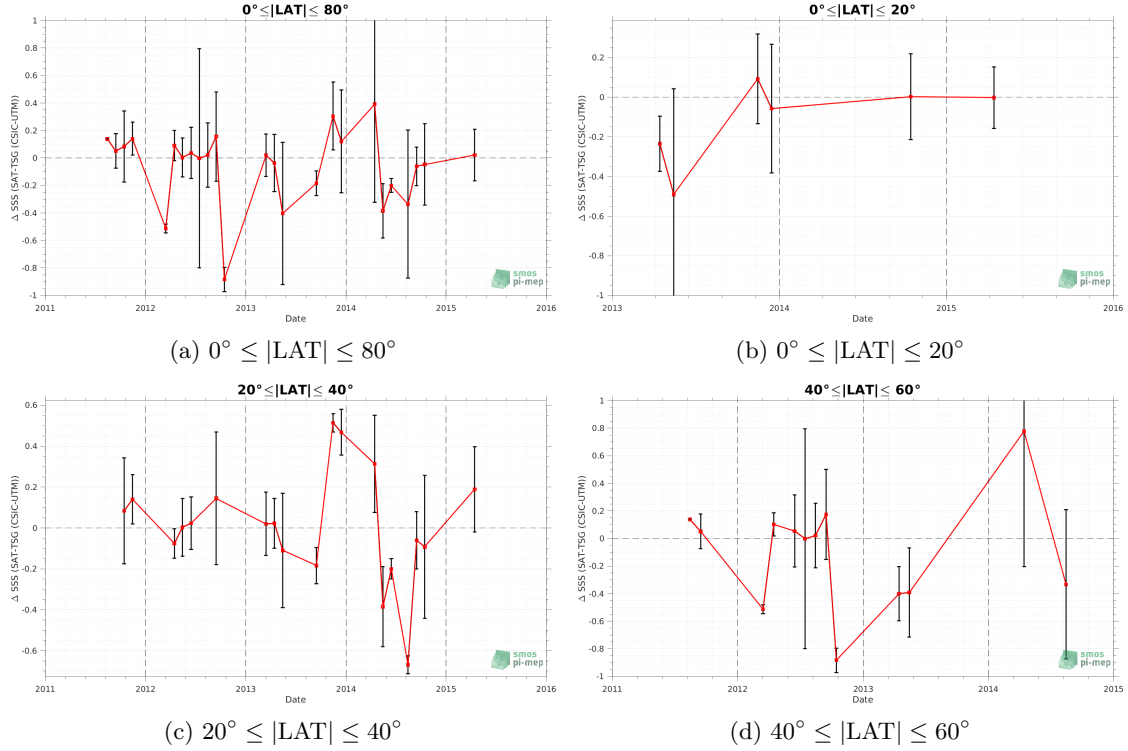 0°≤|LAT|≤ 80°
Δ SSS (SAT-TSG (CSIC-UTM))
1
0.8
0.6
0.4
0.2
0
-0.2
-0.4
-0.6
-0.8
-1
2011 2012 2013 2014 2015 2016
Date
smos
pi-mep
(a) 0° ≤ |LAT| ≤ 80°
0°≤|LAT|≤ 20°
Δ SSS (SAT-TSG (CSIC-UTM))
0.2
0
-0.2
-0.4
-0.6
-0.8
-1
2013 2014 2015 2016
Date
smos
pi-mep
(b) 0° ≤ |LAT| ≤ 20°
20°≤|LAT|≤ 40°
Δ SSS (SAT-TSG (CSIC-UTM))
0.6
0.4
0.2
0
-0.2
-0.4
-0.6
2011 2012 2013 2014 2015 2016
Date
smos
pi-mep
(c) 20° ≤ |LAT| ≤ 40°
40°≤|LAT|≤ 60°
Δ SSS (SAT-TSG (CSIC-UTM))
1
0.8
0.6
0.4
0.2
0
-0.2
-0.4
-0.6
-0.8
-1
2011 2012 2013 2014 2015
Date
smos
pi-mep
(d) 40° ≤ |LAT| ≤ 60°